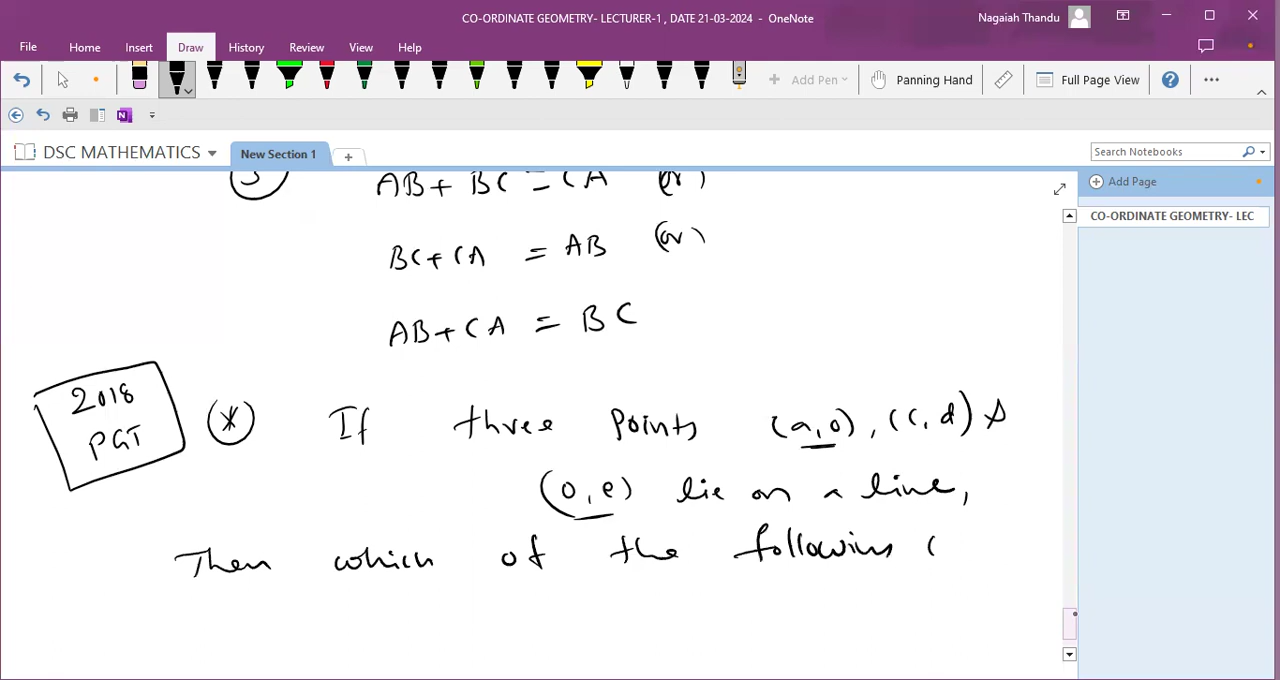 CO-ORDINATE GEOMETRY- LECTURER-1 , DATE 21-03-2024 - OneNote
Nagaiah Thandu
File Home Insert Draw History Review View Help
Add Pen
Panning Hand
Full Page View
DSC MATHEMATICS
New Section 1
Search Notebooks
Add Page
CO-ORDINATE GEOMETRY- LEC
AB + BC = CA (or)
BC + CA = AB (or)
AB + CA = BC
2018
PGT
(*) If three points (a,0), (c,d) &
(0,e) lie on a line,
Then which of the following (